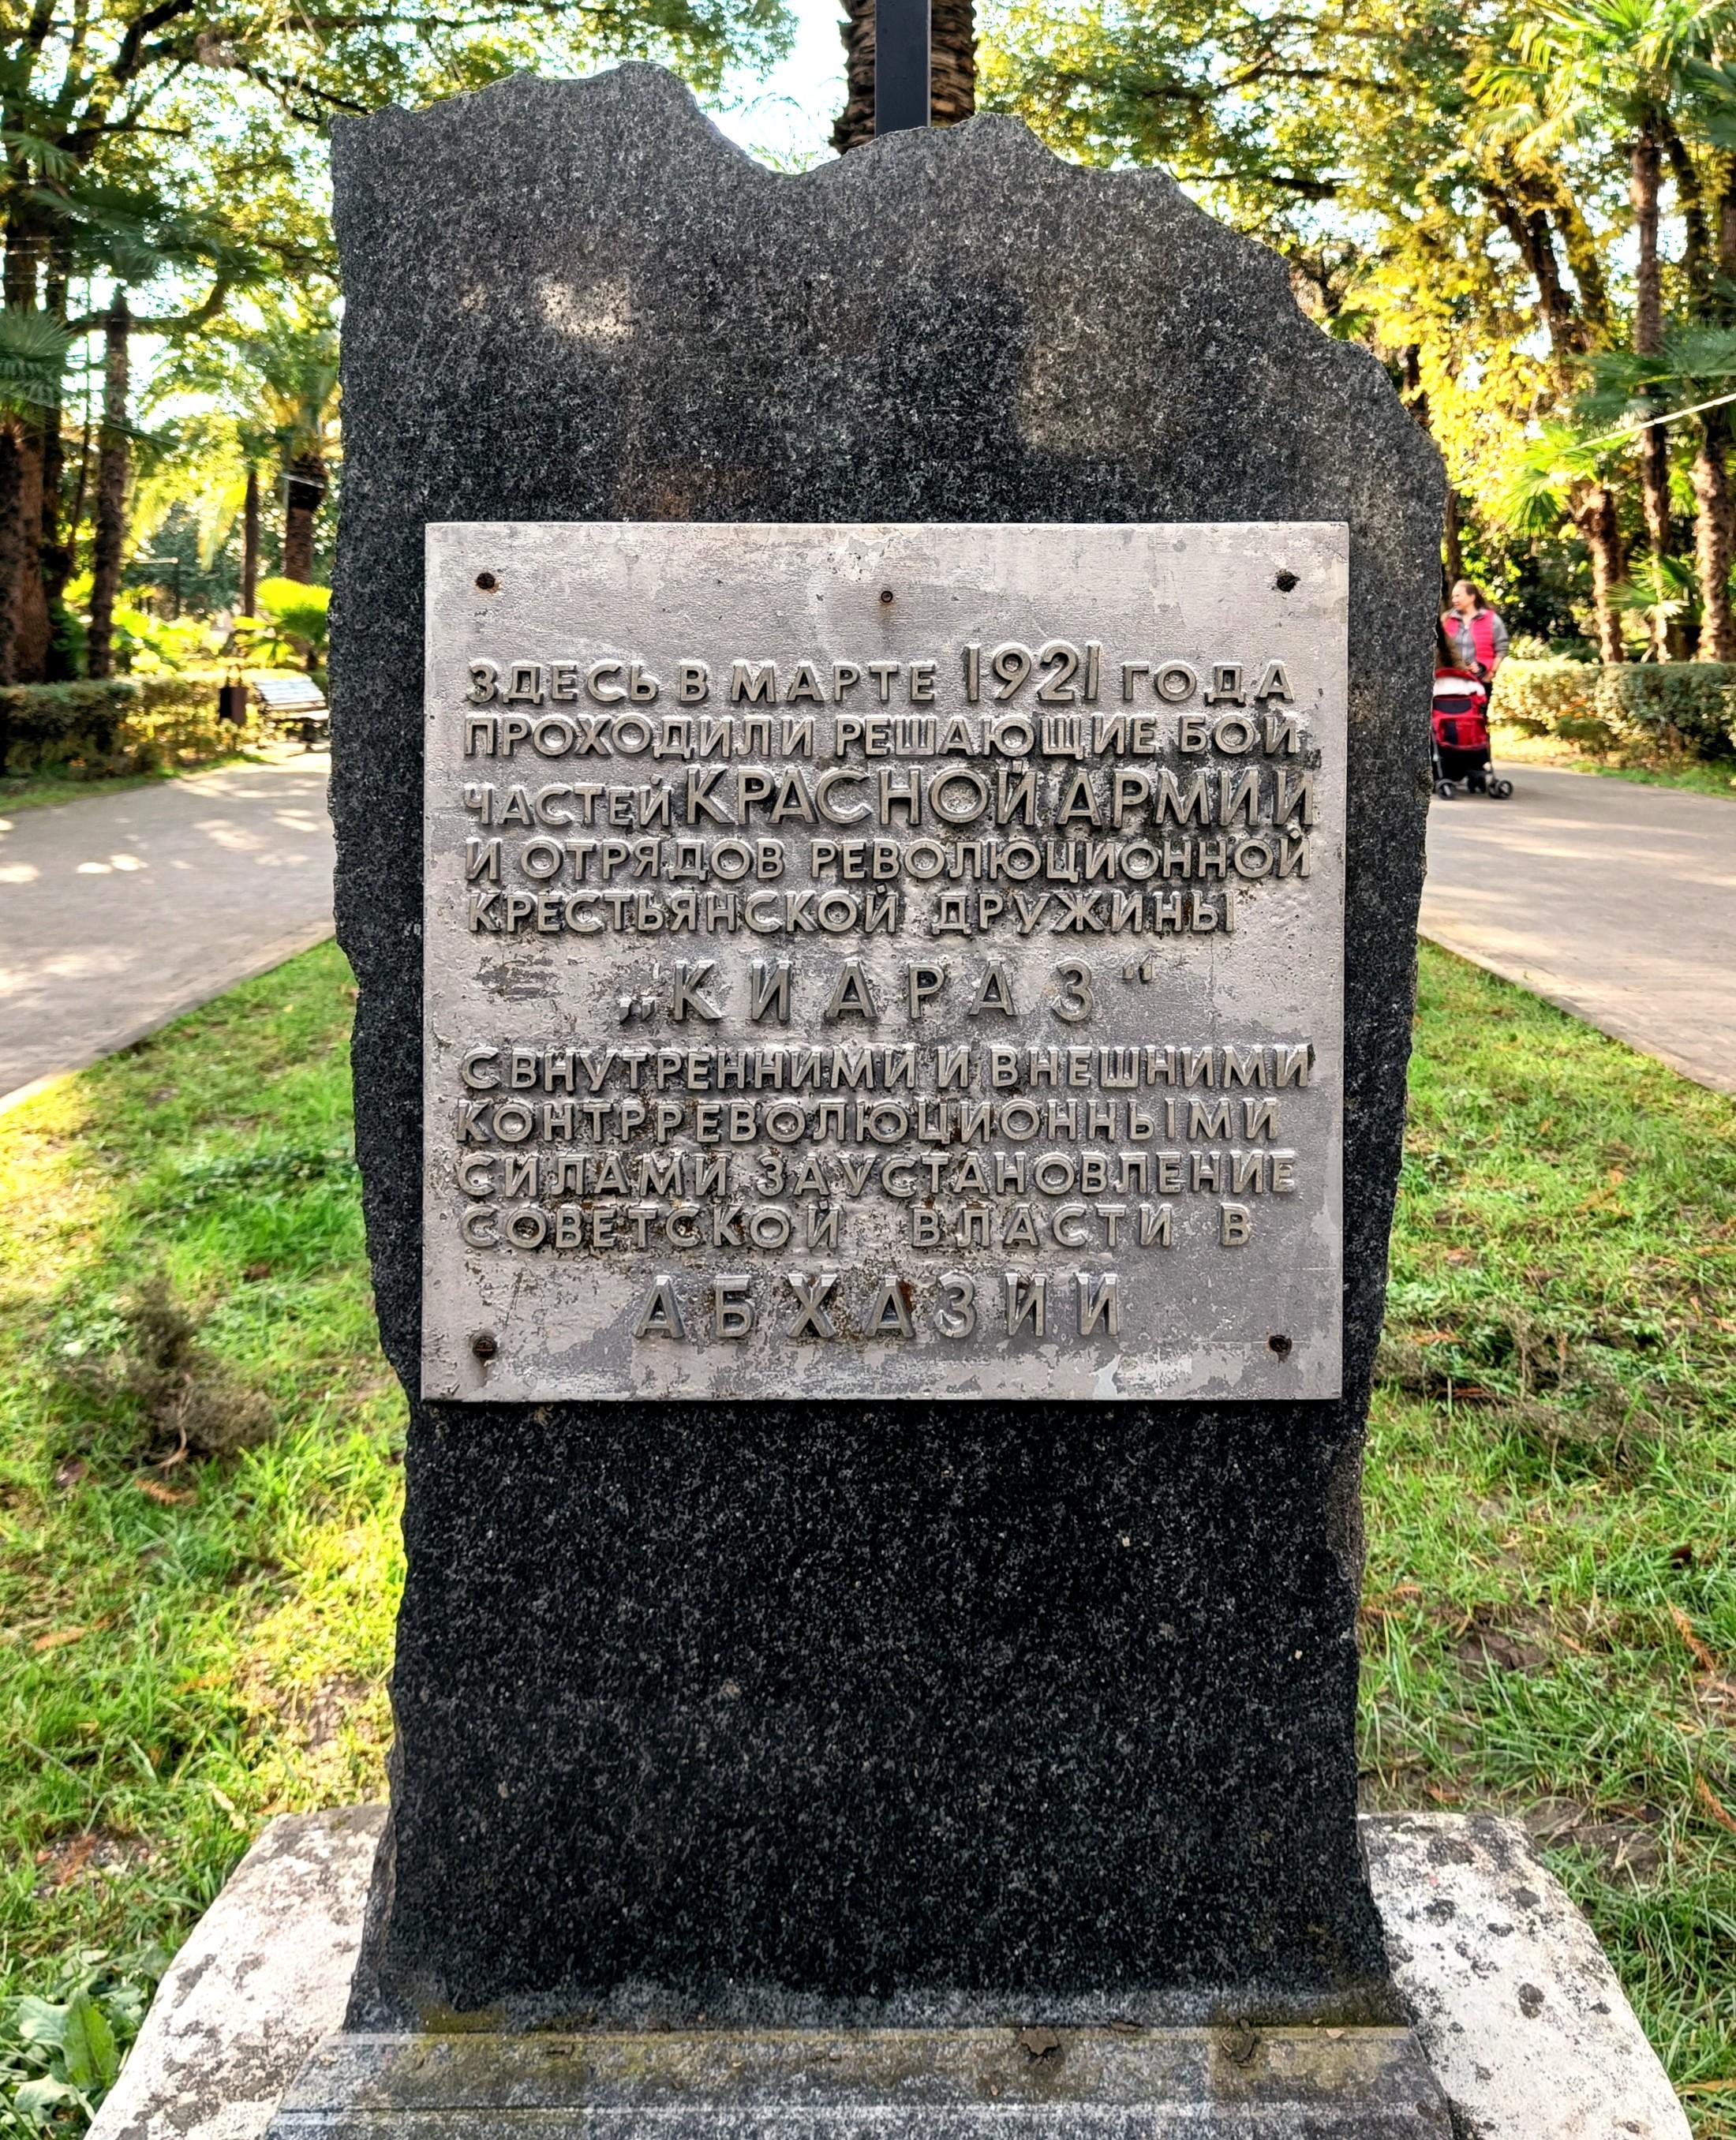 ЗДЕСЬ В МАРТЕ 1921 ГОДА
ПРОХОДИЛИ РЕШАЮЩИЕ БОЙ
ЧАСТЕЙ КРАСНОЙ АРМИИ
И ОТРЯДОВ РЕВОЛЮЦИОННОЙ
КРЕСТЬЯНСКОЙ ДРУЖИНЫ
„КИАРАЗ“
С ВНУТРЕННИМИ И ВНЕШНИМИ
КОНТРРЕВОЛЮЦИОННЫМИ
СИЛАМИ ЗА УСТАНОВЛЕНИЕ
СОВЕТСКОЙ ВЛАСТИ В
АБХАЗИИ